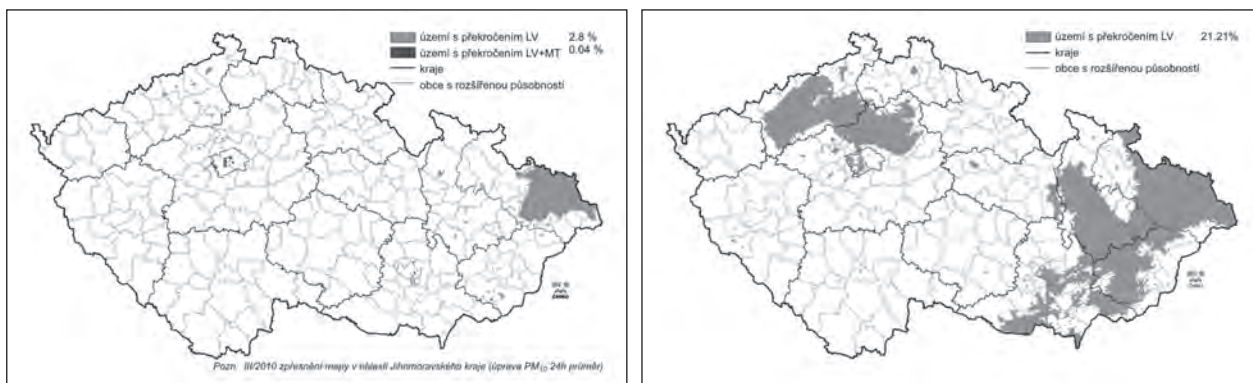 území s překročením LV 2.8 %
území s překročením LV+MT 0.04 %
kraje
obce s rozšířenou působností
Pozn. III/2010 zpřesnění mapy v oblasti Jihomoravského kraje (úprava PM10 24h průměr)
území s překročením LV 21.21%
kraje
obce s rozšířenou působností